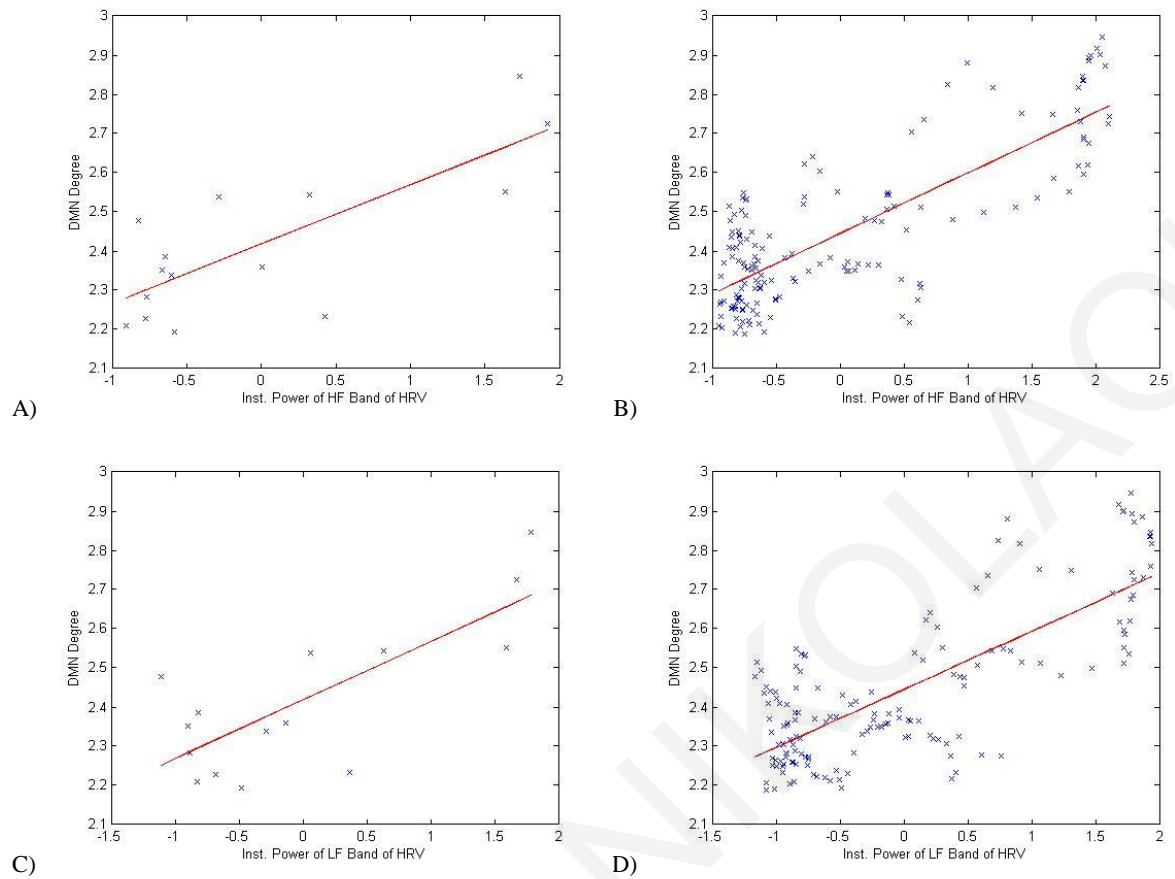 3
2.9
2.8
2.7
2.6
2.5
2.4
2.3
2.2
2.1
DMN Degree
-1 -0.5 0 0.5 1 1.5 2
Inst. Power of HF Band of HRV
A)
3
2.9
2.8
2.7
2.6
2.5
2.4
2.3
2.2
2.1
DMN Degree
-1 -0.5 0 0.5 1 1.5 2 2.5
Inst. Power of HF Band of HRV
B)
3
2.9
2.8
2.7
2.6
2.5
2.4
2.3
2.2
2.1
DMN Degree
-1.5 -1 -0.5 0 0.5 1 1.5 2
Inst. Power of LF Band of HRV
C)
3
2.9
2.8
2.7
2.6
2.5
2.4
2.3
2.2
2.1
DMN Degree
-1.5 -1 -0.5 0 0.5 1 1.5 2
Inst. Power of LF Band of HRV
D)